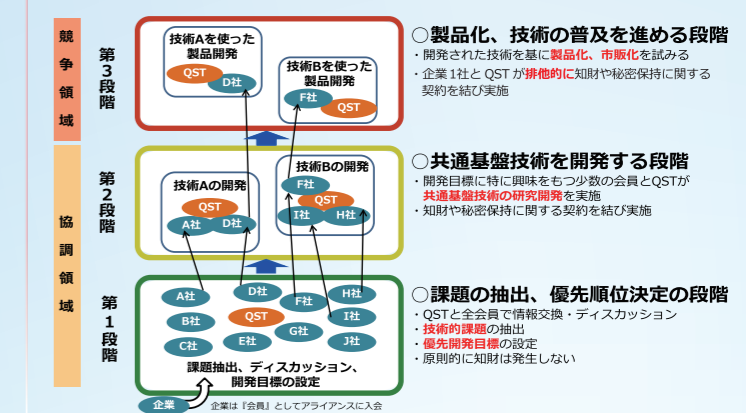 競争領域
第3段階
技術Aを使った
製品開発
QST
D社
技術Bを使った
製品開発
F社
QST
○製品化、技術の普及を進める段階
・開発された技術を基に製品化、市販化を試みる
・企業1社とQSTが排他的に知財や秘密保持に関する
契約を結び実施
協調領域
第2段階
技術Aの開発
QST
A社
D社
技術Bの開発
F社
QST
I社
H社
○共通基盤技術を開発する段階
・開発目標に特に興味をもつ少数の会員とQSTが
共通基盤技術の研究開発を実施
・知財や秘密保持に関する契約を結び実施
第1段階
A社
D社
F社
H社
B社
QST
I社
C社
E社
G社
J社
課題抽出、ディスカッション、
開発目標の設定
○課題の抽出、優先順位決定の段階
・QSTと全会員で情報交換・ディスカッション
・技術的課題の抽出
・優先開発目標の設定
・原則的に知財は発生しない
企業
企業は『会員』としてアライアンスに入会